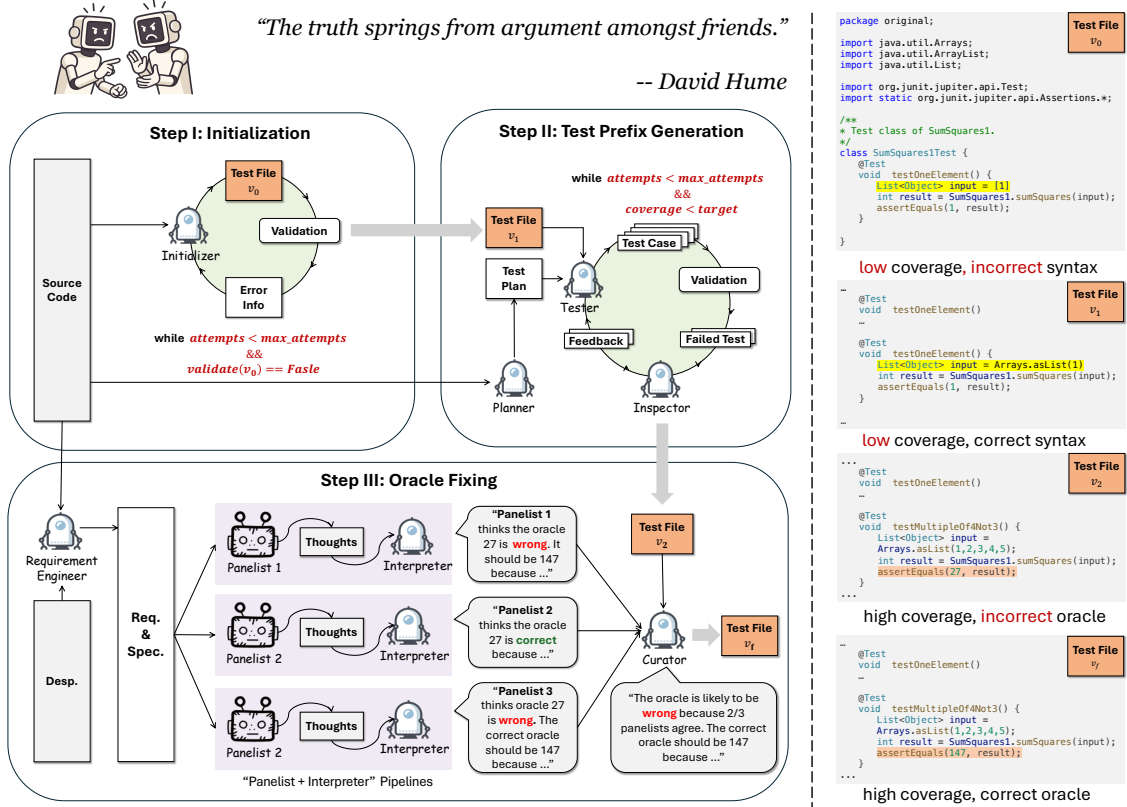 “The truth springs from argument amongst friends.”
-- David Hume
Step I: Initialization
Source
Code
Test File
v₀
Initializer
Validation
Error
Info
while attempts < max_attempts
&&
validate(v₀) == Fasle
Step II: Test Prefix Generation
while attempts < max_attempts
&&
coverage < target
Test File
v₁
Test
Plan
Tester
Test Case
Validation
Failed Test
Feedback
Planner
Inspector
Step III: Oracle Fixing
Requirement
Engineer
Desp.
Req.
&
Spec.
Panelist 1
Thoughts
Interpreter
“Panelist 1
thinks the oracle
27 is wrong. It
should be 147
because ...”
Panelist 2
Thoughts
Interpreter
“Panelist 2
thinks the oracle
27 is correct
because ...”
Panelist 2
Thoughts
Interpreter
“Panelist 3
thinks oracle 27
is wrong. The
correct oracle
should be 147
because ...”
“Panelist + Interpreter” Pipelines
Test File
v₂
Curator
Test File
v_f
“The oracle is likely to be
wrong because 2/3
panelists agree. The correct
oracle should be 147
because ...”
package original;
import java.util.Arrays;
import java.util.ArrayList;
import java.util.List;
import org.junit.jupiter.api.Test;
import static org.junit.jupiter.api.Assertions.*;
/**
* Test class of SumSquares1.
*/
class SumSquares1Test {
@Test
void testOneElement() {
List<Object> input = [1]
int result = SumSquares1.sumSquares(input);
assertEquals(1, result);
}
}
Test File
v₀
low coverage, incorrect syntax
…
@Test
void testOneElement()
…
@Test
void testOneElement() {
List<Object> input = Arrays.asList(1)
int result = SumSquares1.sumSquares(input);
assertEquals(1, result);
}
…
Test File
v₁
low coverage, correct syntax
...
@Test
void testOneElement()
…
@Test
void testMultipleOf4Not3() {
List<Object> input =
Arrays.asList(1,2,3,4,5);
int result = SumSquares1.sumSquares(input);
assertEquals(27, result);
}
...
Test File
v₂
high coverage, incorrect oracle
…
@Test
void testOneElement()
…
@Test
void testMultipleOf4Not3() {
List<Object> input =
Arrays.asList(1,2,3,4,5);
int result = SumSquares1.sumSquares(input);
assertEquals(147, result);
}
...
Test File
v_f
high coverage, correct oracle